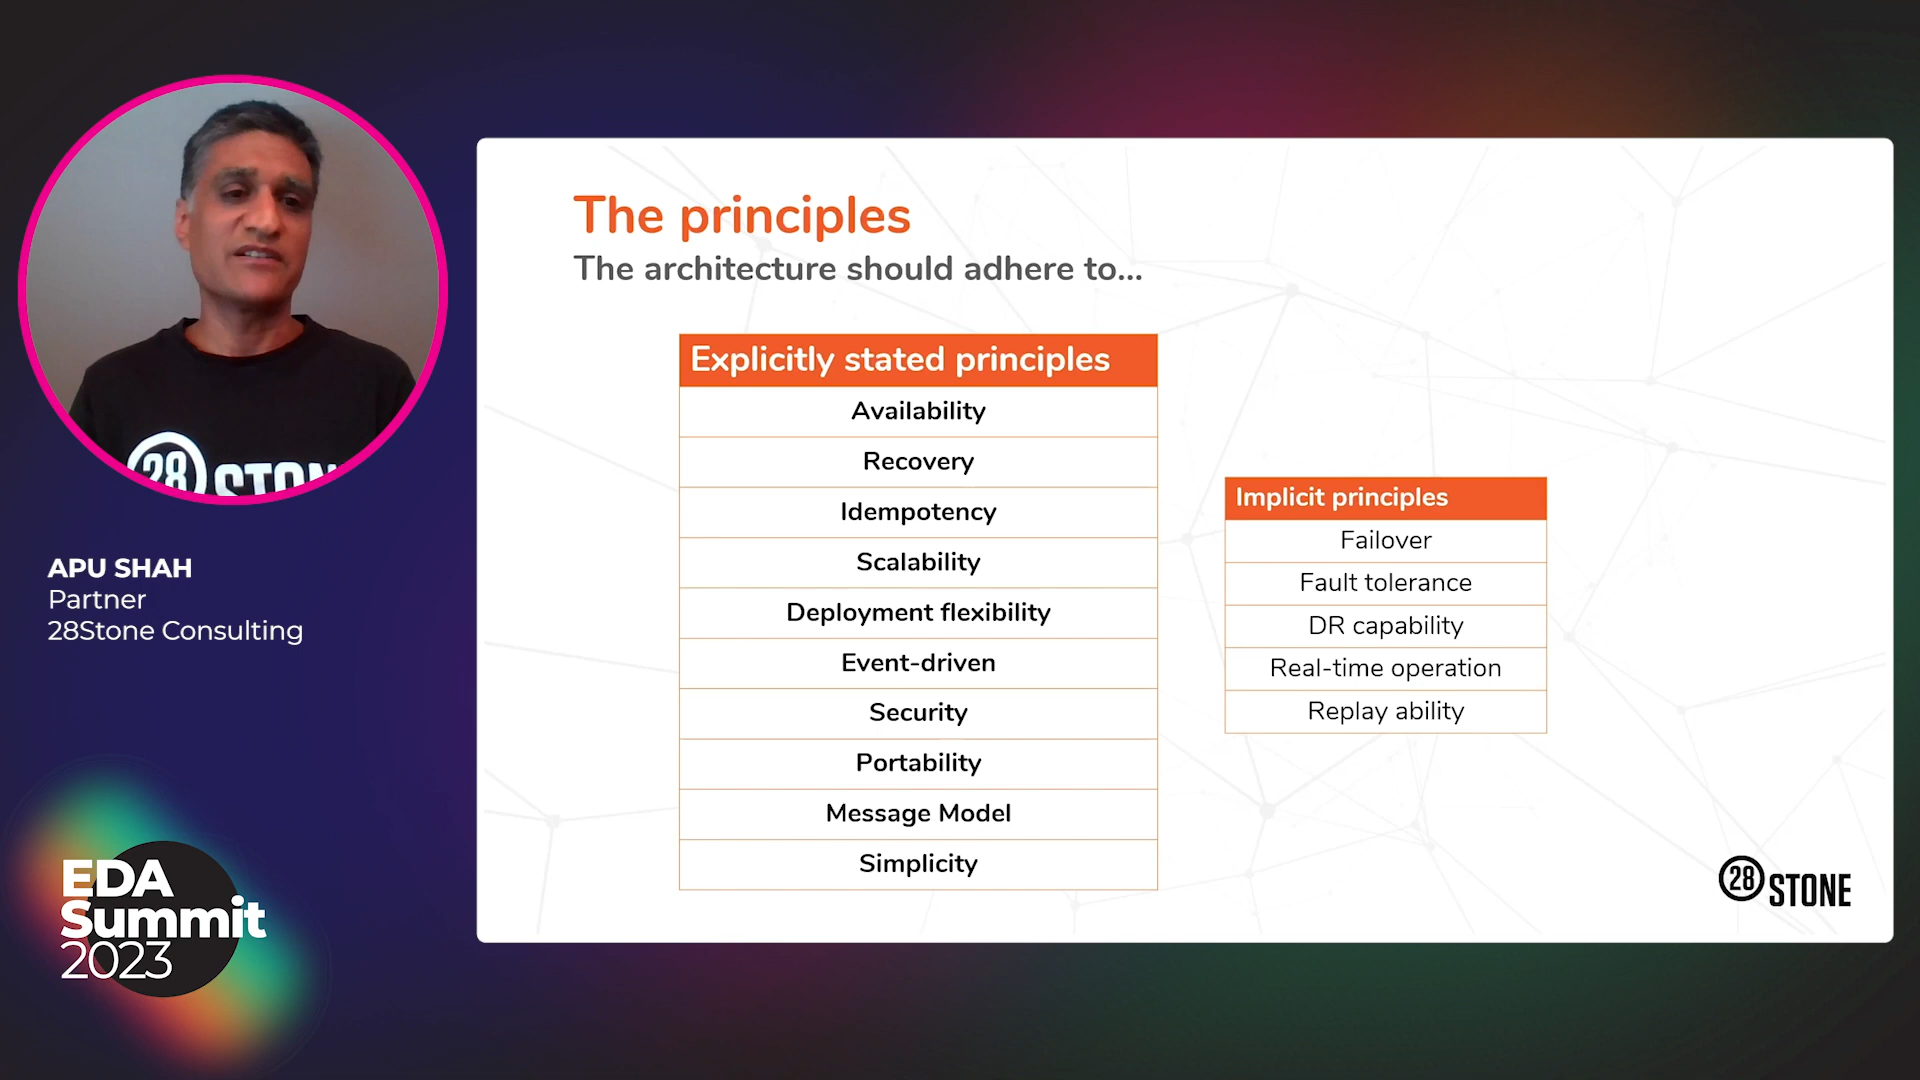 28 STONE
APU SHAH
Partner
28Stone Consulting
EDA
Summit
2023
The principles
The architecture should adhere to...
Explicitly stated principles
Availability
Recovery
Idempotency
Scalability
Deployment flexibility
Event-driven
Security
Portability
Message Model
Simplicity
Implicit principles
Failover
Fault tolerance
DR capability
Real-time operation
Replay ability
28 STONE